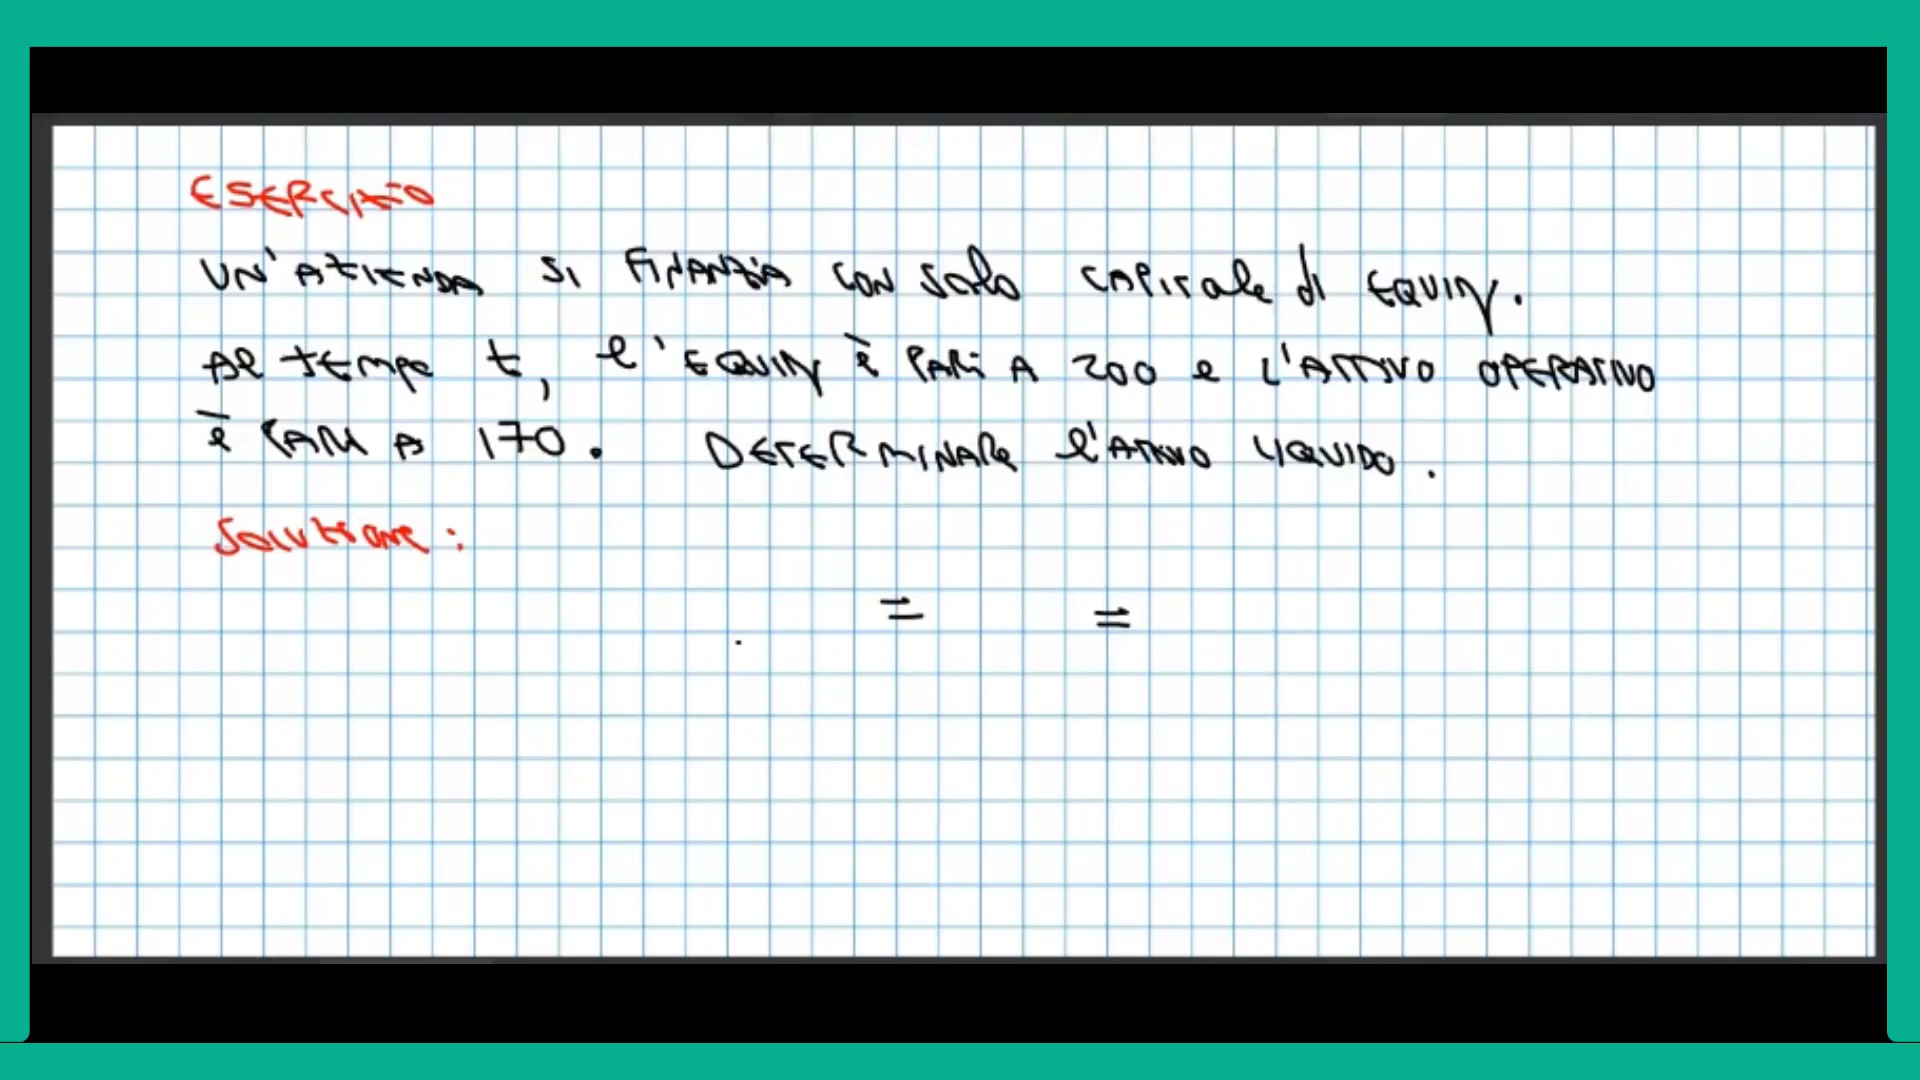 ESERCIZIO
UN'AZIENDA SI FINANZIA CON SOLO CAPITALE DI EQUITY.
AL TEMPO t, L'EQUITY È PARI A 200 E L'ATTIVO OPERATIVO
È PARI A 170. DETERMINARE L'ATTIVO LIQUIDO.
SOLUZIONE:
= =